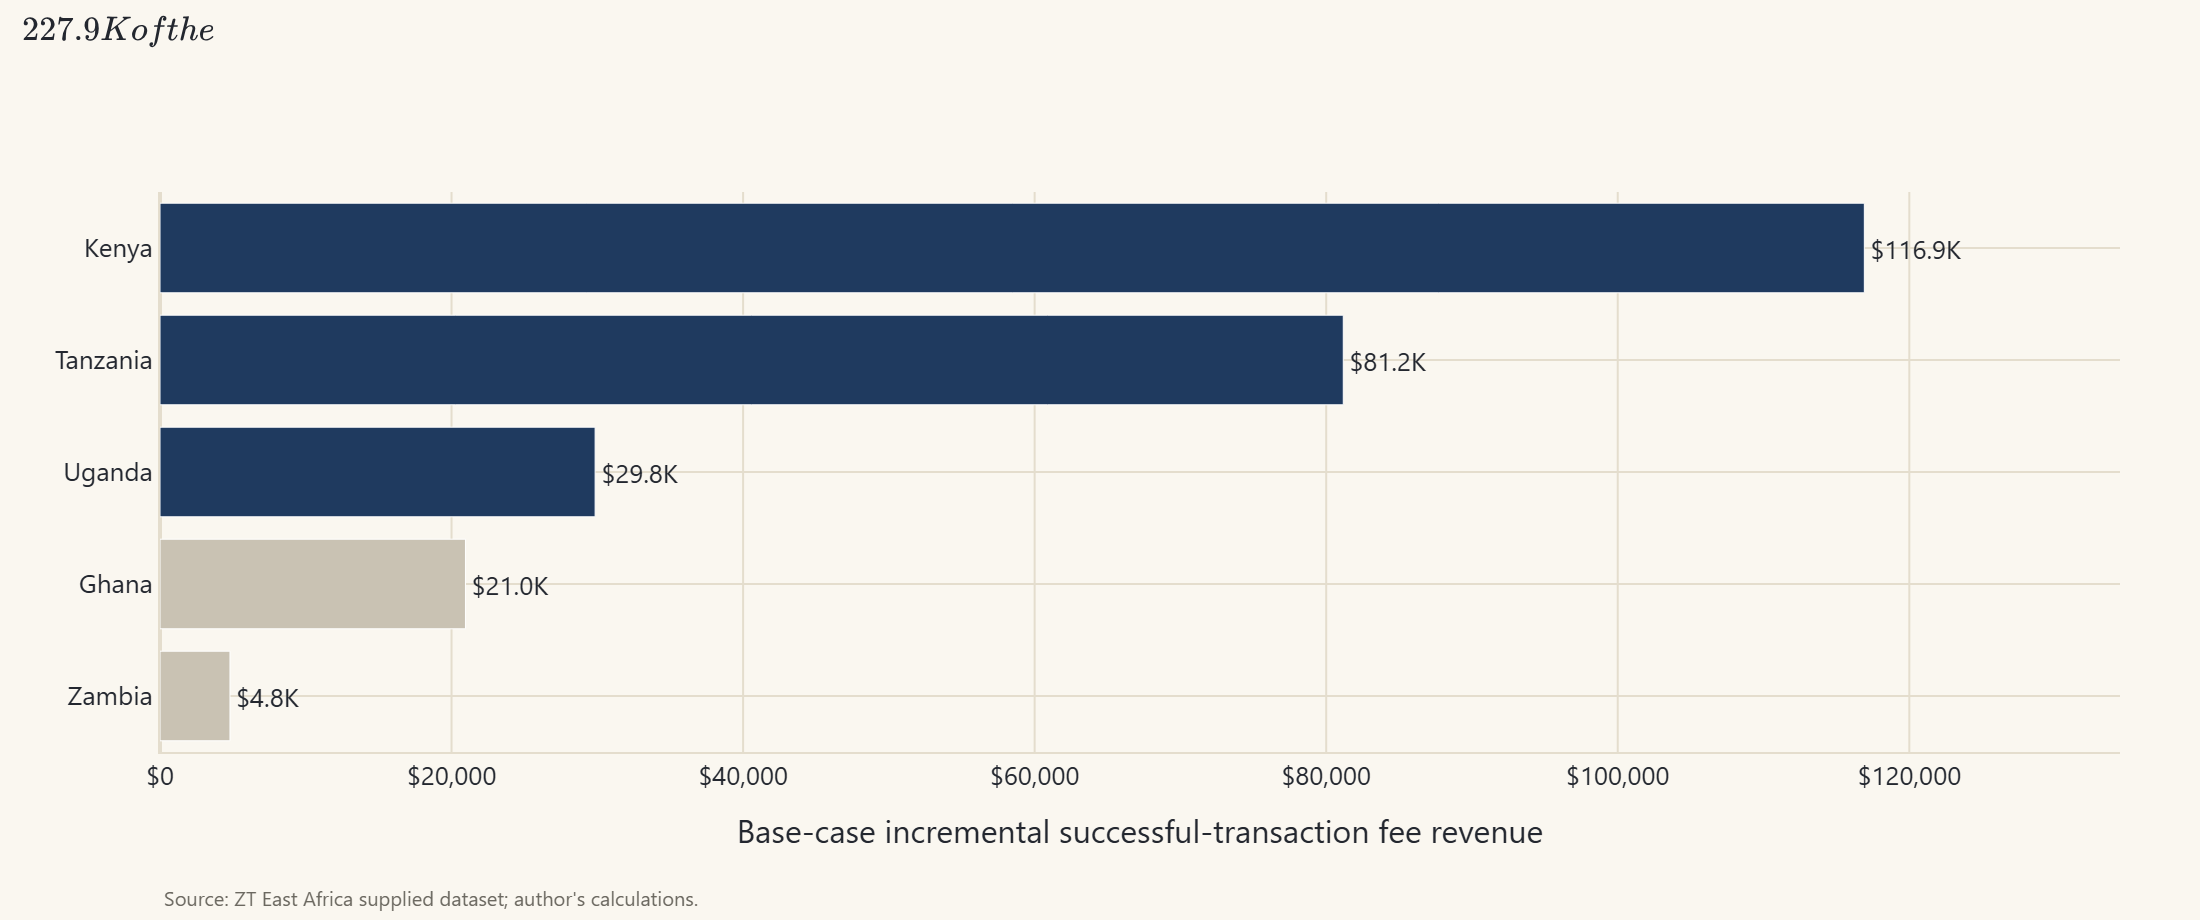 227.9Kofthe
Kenya
$116.9K
Tanzania
$81.2K
Uganda
$29.8K
Ghana
$21.0K
Zambia
$4.8K
$0
$20,000
$40,000
$60,000
$80,000
$100,000
$120,000
Base-case incremental successful-transaction fee revenue
Source: ZT East Africa supplied dataset; author's calculations.